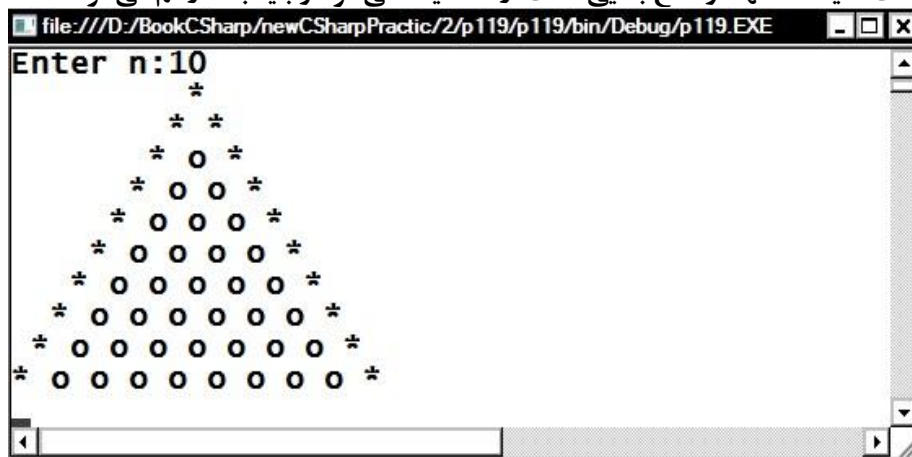 file:///D:/BookCSharp/newCSharpPractic/2/p119/p119/bin/Debug/p119.EXE
Enter n:10
*
* *
* o *
* o o *
* o o o *
* o o o o *
* o o o o o *
* o o o o o o *
* o o o o o o o *
* o o o o o o o o *